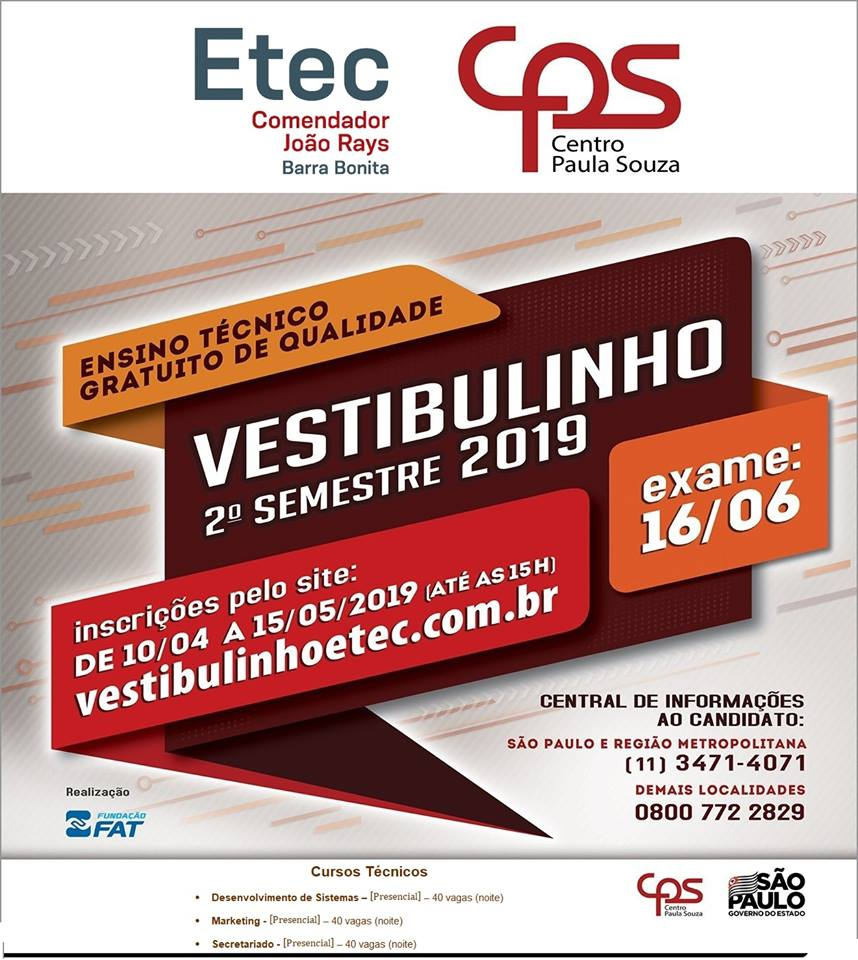 Etec
Comendador
João Rays
Barra Bonita
cps
Centro
Paula Souza
ENSINO TÉCNICO
GRATUITO DE QUALIDADE
VESTIBULINHO
2º SEMESTRE 2019
exame:
16/06
inscrições pelo site:
DE 10/04 A 15/05/2019 (ATÉ AS 15H)
vestibulinhoetec.com.br
CENTRAL DE INFORMAÇÕES
AO CANDIDATO:
SÃO PAULO E REGIÃO METROPOLITANA
(11) 3471-4071
DEMAIS LOCALIDADES
0800 772 2829
Realização
FUNDAÇÃO
FAT
Cursos Técnicos
• Desenvolvimento de Sistemas – [Presencial] – 40 vagas (noite)
• Marketing - [Presencial] – 40 vagas (noite)
• Secretariado - [Presencial] – 40 vagas (noite)
cps
Centro
Paula Souza
SÃO
PAULO
GOVERNO DO ESTADO